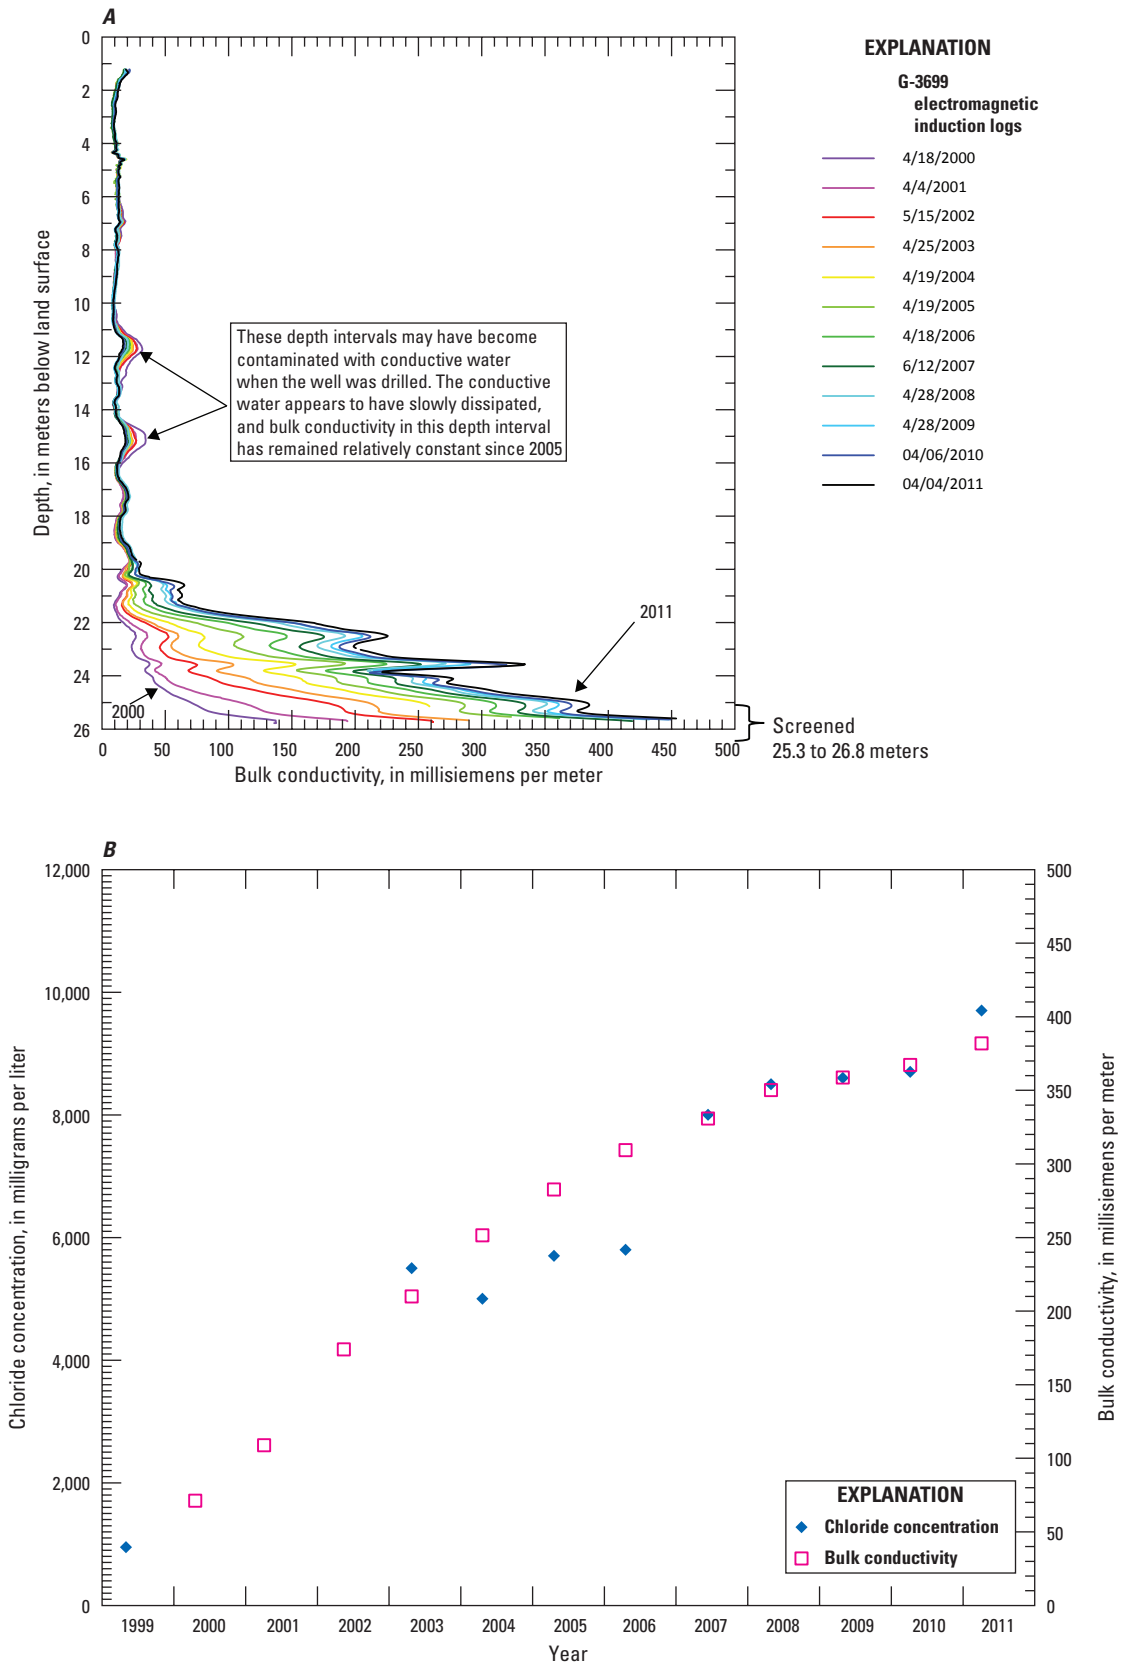 A
0
2
4
6
8
10
12
14
16
18
20
22
24
26
Depth, in meters below land surface
0 50 100 150 200 250 300 350 400 450 500
Bulk conductivity, in millisiemens per meter
These depth intervals may have become
contaminated with conductive water
when the well was drilled. The conductive
water appears to have slowly dissipated,
and bulk conductivity in this depth interval
has remained relatively constant since 2005
2011
2000
Screened
25.3 to 26.8 meters
EXPLANATION
G-3699
electromagnetic
induction logs
4/18/2000
4/4/2001
5/15/2002
4/25/2003
4/19/2004
4/19/2005
4/18/2006
6/12/2007
4/28/2008
4/28/2009
04/06/2010
04/04/2011
B
12,000
10,000
8,000
6,000
4,000
2,000
0
Chloride concentration, in milligrams per liter
500
450
400
350
300
250
200
150
100
50
0
Bulk conductivity, in millisiemens per meter
EXPLANATION
Chloride concentration
Bulk conductivity
1999 2000 2001 2002 2003 2004 2005 2006 2007 2008 2009 2010 2011
Year